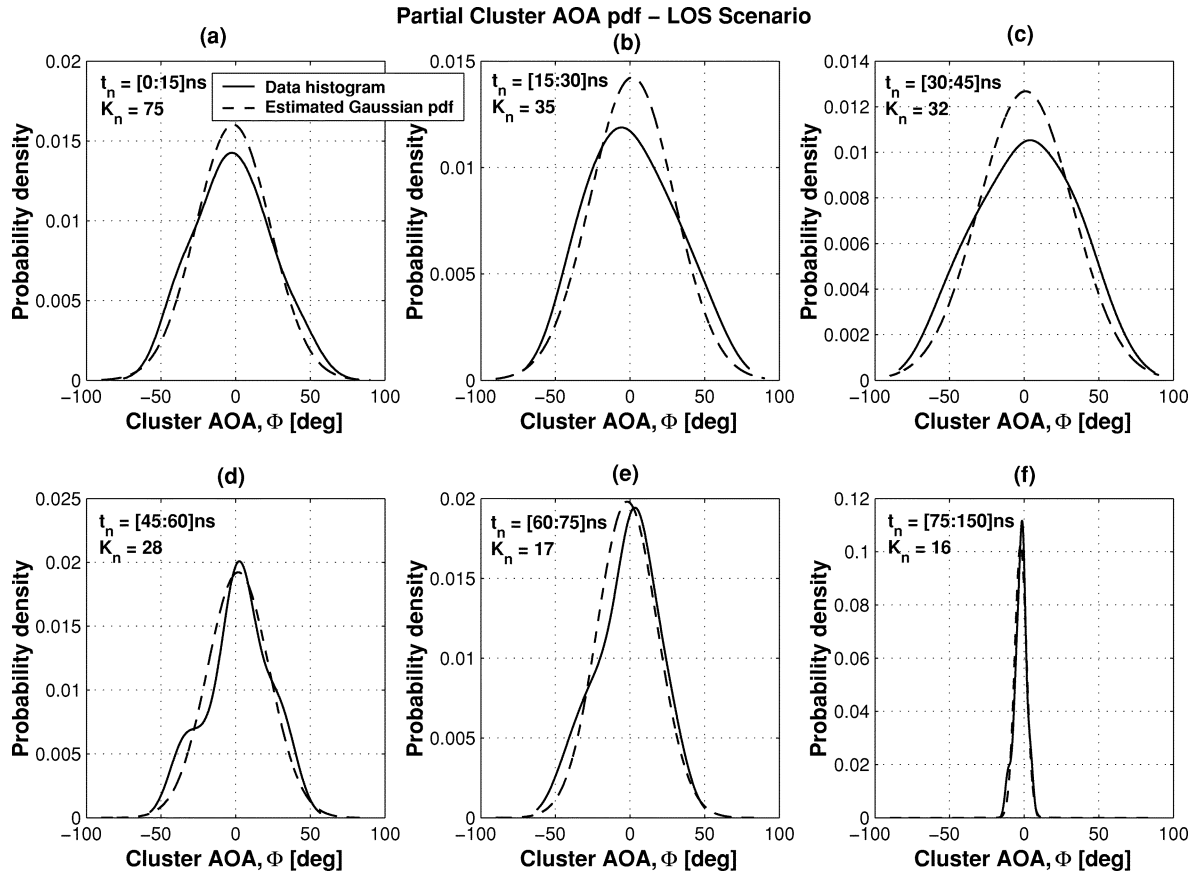 Partial Cluster AOA pdf – LOS Scenario
(a)
t_n = [0:15]ns
K_n = 75
Data histogram
Estimated Gaussian pdf
0.02
0.015
0.01
0.005
0
Probability density
−100 −50 0 50 100
Cluster AOA, Φ [deg]
(b)
t_n = [15:30]ns
K_n = 35
0.015
0.01
0.005
0
Probability density
−100 −50 0 50 100
Cluster AOA, Φ [deg]
(c)
t_n = [30:45]ns
K_n = 32
0.014
0.012
0.01
0.008
0.006
0.004
0.002
0
Probability density
−100 −50 0 50 100
Cluster AOA, Φ [deg]
(d)
t_n = [45:60]ns
K_n = 28
0.025
0.02
0.015
0.01
0.005
0
Probability density
−100 −50 0 50 100
Cluster AOA, Φ [deg]
(e)
t_n = [60:75]ns
K_n = 17
0.02
0.015
0.01
0.005
0
Probability density
−100 −50 0 50 100
Cluster AOA, Φ [deg]
(f)
t_n = [75:150]ns
K_n = 16
0.12
0.1
0.08
0.06
0.04
0.02
0
Probability density
−100 −50 0 50 100
Cluster AOA, Φ [deg]